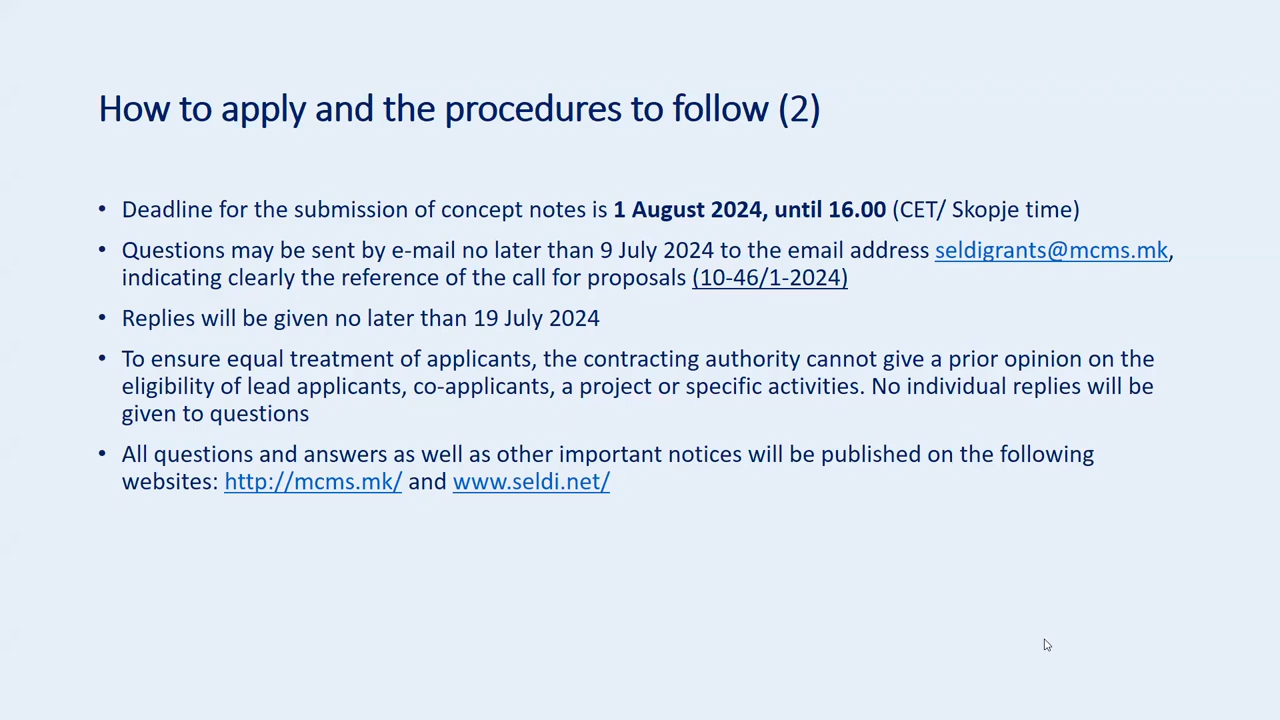 How to apply and the procedures to follow (2)
• Deadline for the submission of concept notes is 1 August 2024, until 16.00 (CET/ Skopje time)
• Questions may be sent by e-mail no later than 9 July 2024 to the email address seldigrants@mcms.mk,
indicating clearly the reference of the call for proposals (10-46/1-2024)
• Replies will be given no later than 19 July 2024
• To ensure equal treatment of applicants, the contracting authority cannot give a prior opinion on the
eligibility of lead applicants, co-applicants, a project or specific activities. No individual replies will be
given to questions
• All questions and answers as well as other important notices will be published on the following
websites: http://mcms.mk/ and www.seldi.net/